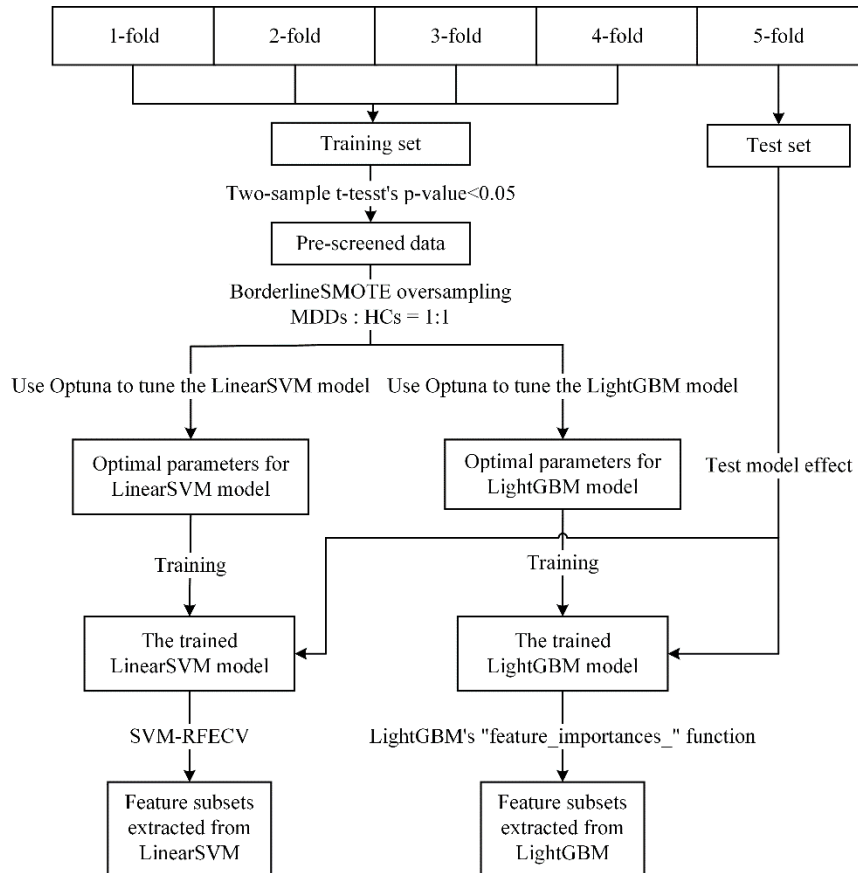 1-fold
2-fold
3-fold
4-fold
5-fold
Training set
Test set
Two-sample t-tesst's p-value<0.05
Pre-screened data
BorderlineSMOTE oversampling
MDDs : HCs = 1:1
Use Optuna to tune the LinearSVM model
Use Optuna to tune the LightGBM model
Optimal parameters for
LinearSVM model
Optimal parameters for
LightGBM model
Test model effect
Training
Training
The trained
LinearSVM model
The trained
LightGBM model
SVM-RFECV
LightGBM's "feature_importances_" function
Feature subsets
extracted from
LinearSVM
Feature subsets
extracted from
LightGBM